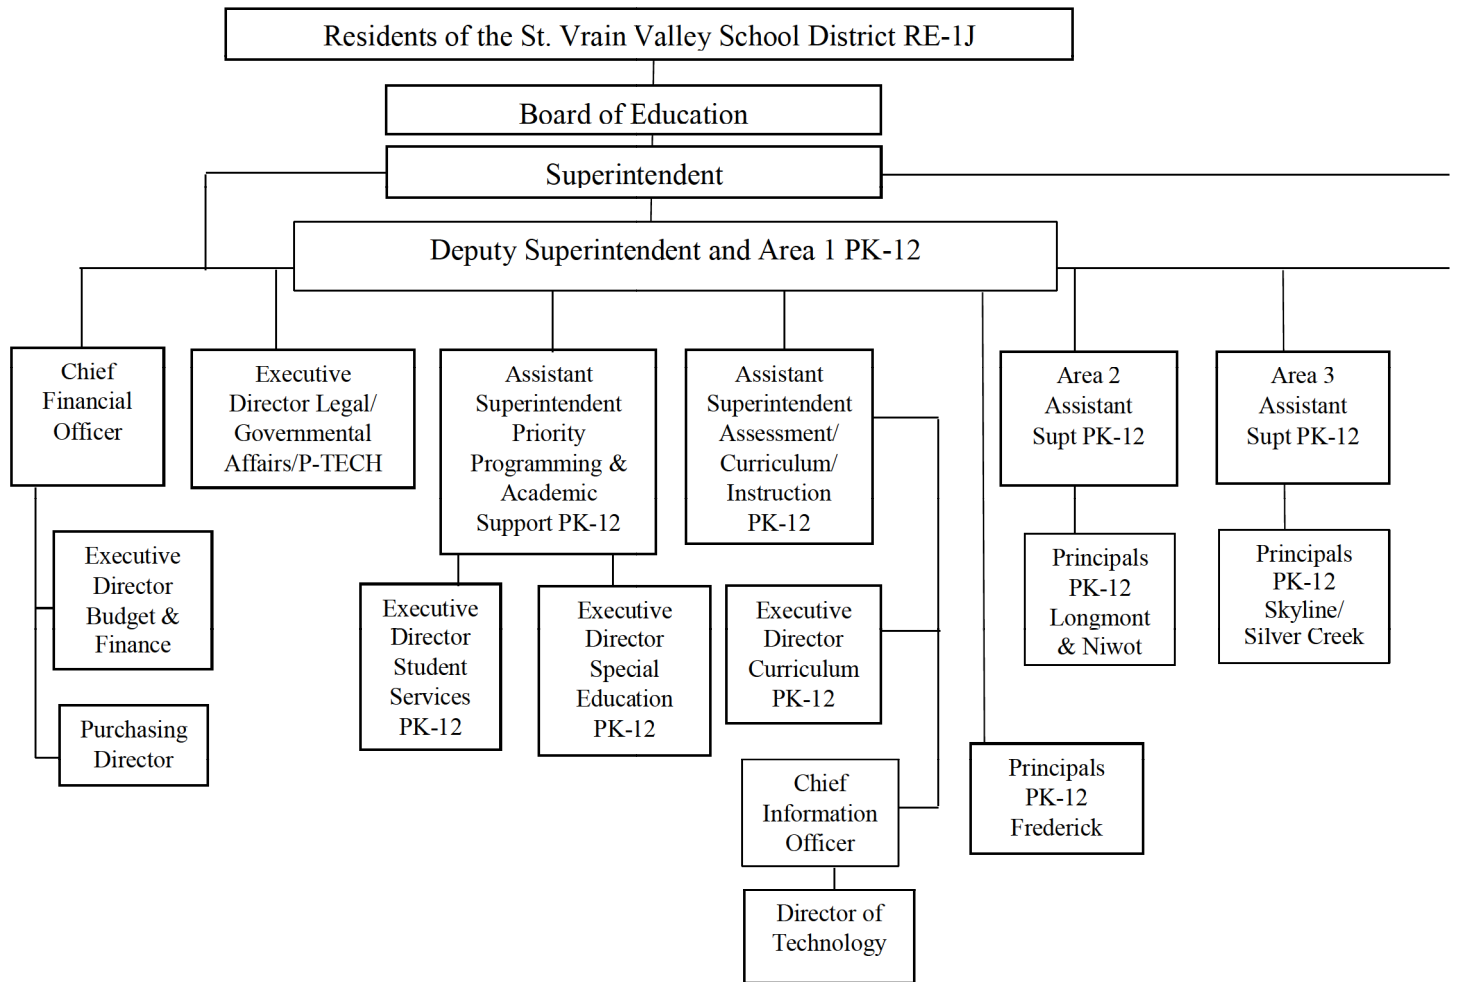 Residents of the St. Vrain Valley School District RE-1J
Board of Education
Superintendent
Deputy Superintendent and Area 1 PK-12
Chief
Financial
Officer
Executive
Director Legal/
Governmental
Affairs/P-TECH
Assistant
Superintendent
Priority
Programming &
Academic
Support PK-12
Assistant
Superintendent
Assessment/
Curriculum/
Instruction
PK-12
Area 2
Assistant
Supt PK-12
Area 3
Assistant
Supt PK-12
Executive
Director
Budget &
Finance
Executive
Director
Student
Services
PK-12
Executive
Director
Special
Education
PK-12
Executive
Director
Curriculum
PK-12
Principals
PK-12
Longmont
& Niwot
Principals
PK-12
Skyline/
Silver Creek
Purchasing
Director
Chief
Information
Officer
Principals
PK-12
Frederick
Director of
Technology